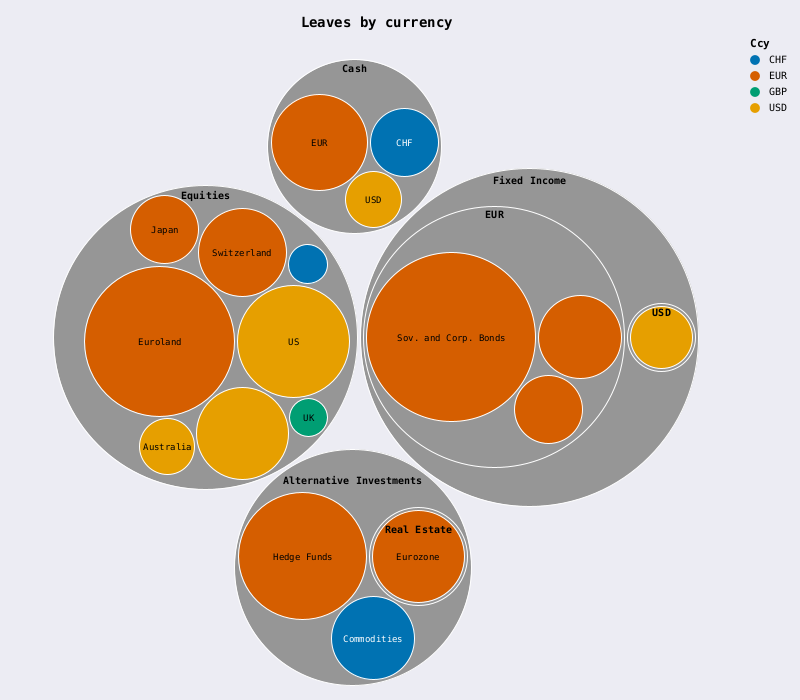 Leaves by currency
Ccy
CHF
EUR
GBP
USD
Cash
EUR
CHF
USD
Equities
Japan
Switzerland
Euroland
US
UK
Australia
Fixed Income
EUR
Sov. and Corp. Bonds
USD
Alternative Investments
Hedge Funds
Real Estate
Eurozone
Commodities